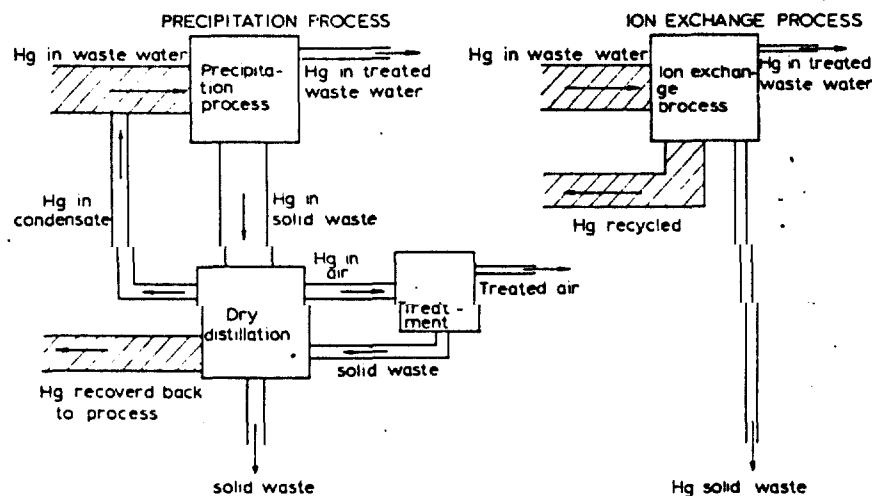 PRECIPITATION PROCESS
Hg in waste water
Precipita-
tion
process
Hg in treated
waste water
Hg in
condensate
Hg in
solid waste
Hg in
air
Dry
distillation
Treat-
ment
Treated air
solid waste
Hg recoverd back
to process
solid waste
ION EXCHANGE PROCESS
Hg in waste water
Ion exchan-
ge
process
Hg in treated
waste water
Hg recycled
Hg solid waste